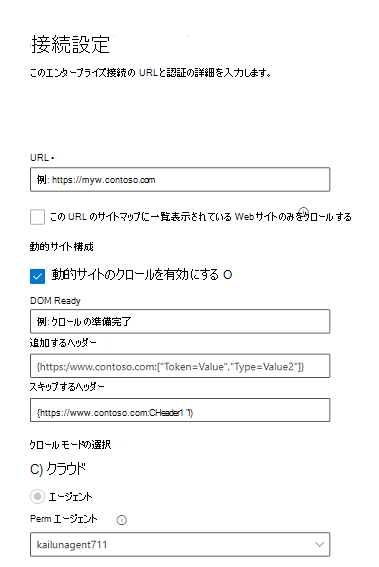 接続設定
このエンタープライズ接続の URLと認証の詳細を入力します。
URL •
例: https://myw.contoso.com
この URL のサイトマップに一覧表示されている Webサイトのみをクロールする
動的サイト構成
動的サイトのクロールを有効にする O
DOM Ready
例:クロールの準備完了
追加するヘッダー
{https:/www.contoso.com:["Token=Value","Type=Value2"]}
スキップするヘッダー
{https://www.contoso.com:CHeader1 "1)
クロール モードの選択
C) クラウド
エージェント
Perm エージェント
kailunagent711